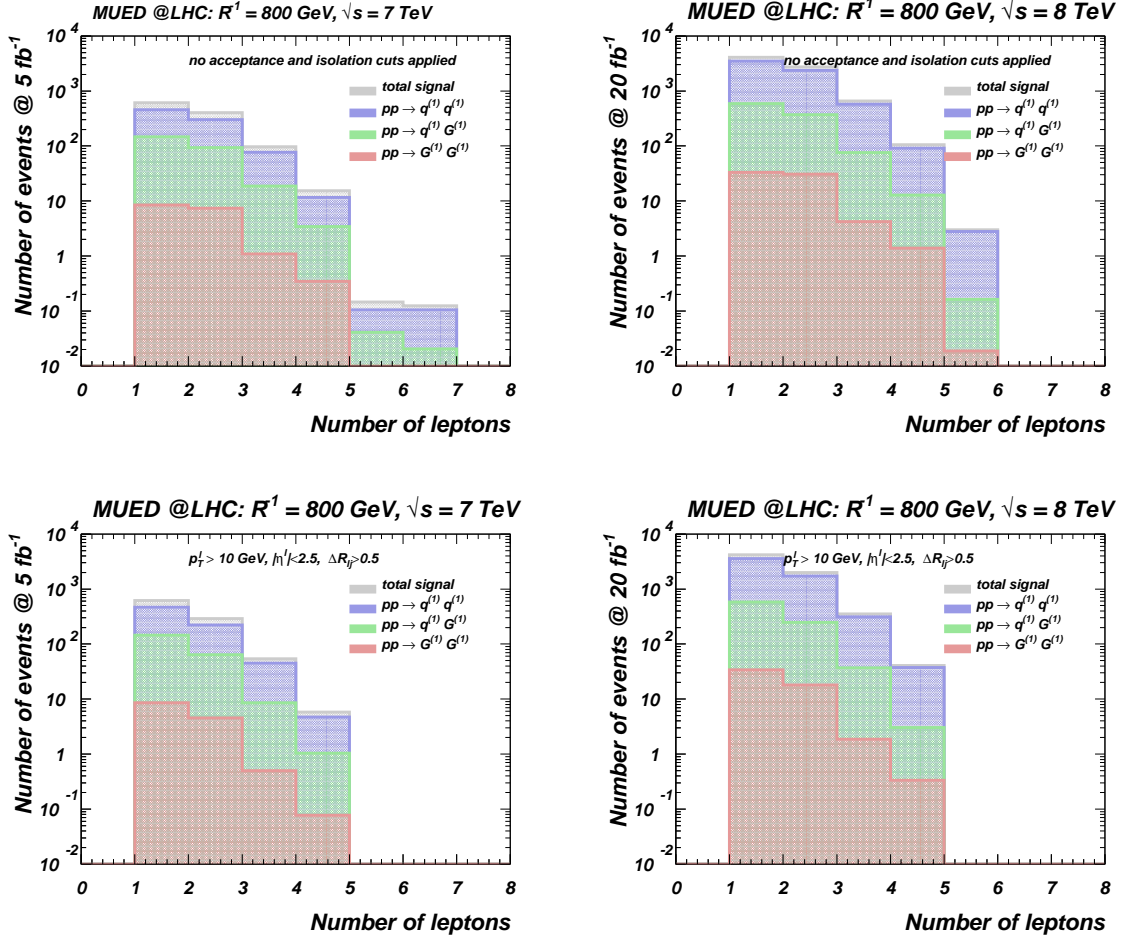 MUED @LHC: R⁻¹ = 800 GeV, √s = 7 TeV
Number of events @ 5 fb⁻¹
10⁴
10³
10²
10
1
10⁻¹
10⁻²
no acceptance and isolation cuts applied
total signal
pp → q⁽¹⁾ q⁽¹⁾
pp → q⁽¹⁾ G⁽¹⁾
pp → G⁽¹⁾ G⁽¹⁾
0 1 2 3 4 5 6 7 8
Number of leptons
MUED @LHC: R⁻¹ = 800 GeV, √s = 8 TeV
Number of events @ 20 fb⁻¹
10⁴
10³
10²
10
1
10⁻¹
10⁻²
no acceptance and isolation cuts applied
total signal
pp → q⁽¹⁾ q⁽¹⁾
pp → q⁽¹⁾ G⁽¹⁾
pp → G⁽¹⁾ G⁽¹⁾
0 1 2 3 4 5 6 7 8
Number of leptons
MUED @LHC: R⁻¹ = 800 GeV, √s = 7 TeV
Number of events @ 5 fb⁻¹
10⁴
10³
10²
10
1
10⁻¹
10⁻²
p_T^l > 10 GeV, |η^l|<2.5, ΔR_lj>0.5
total signal
pp → q⁽¹⁾ q⁽¹⁾
pp → q⁽¹⁾ G⁽¹⁾
pp → G⁽¹⁾ G⁽¹⁾
0 1 2 3 4 5 6 7 8
Number of leptons
MUED @LHC: R⁻¹ = 800 GeV, √s = 8 TeV
Number of events @ 20 fb⁻¹
10⁴
10³
10²
10
1
10⁻¹
10⁻²
p_T^l > 10 GeV, |η^l|<2.5, ΔR_lj>0.5
total signal
pp → q⁽¹⁾ q⁽¹⁾
pp → q⁽¹⁾ G⁽¹⁾
pp → G⁽¹⁾ G⁽¹⁾
0 1 2 3 4 5 6 7 8
Number of leptons